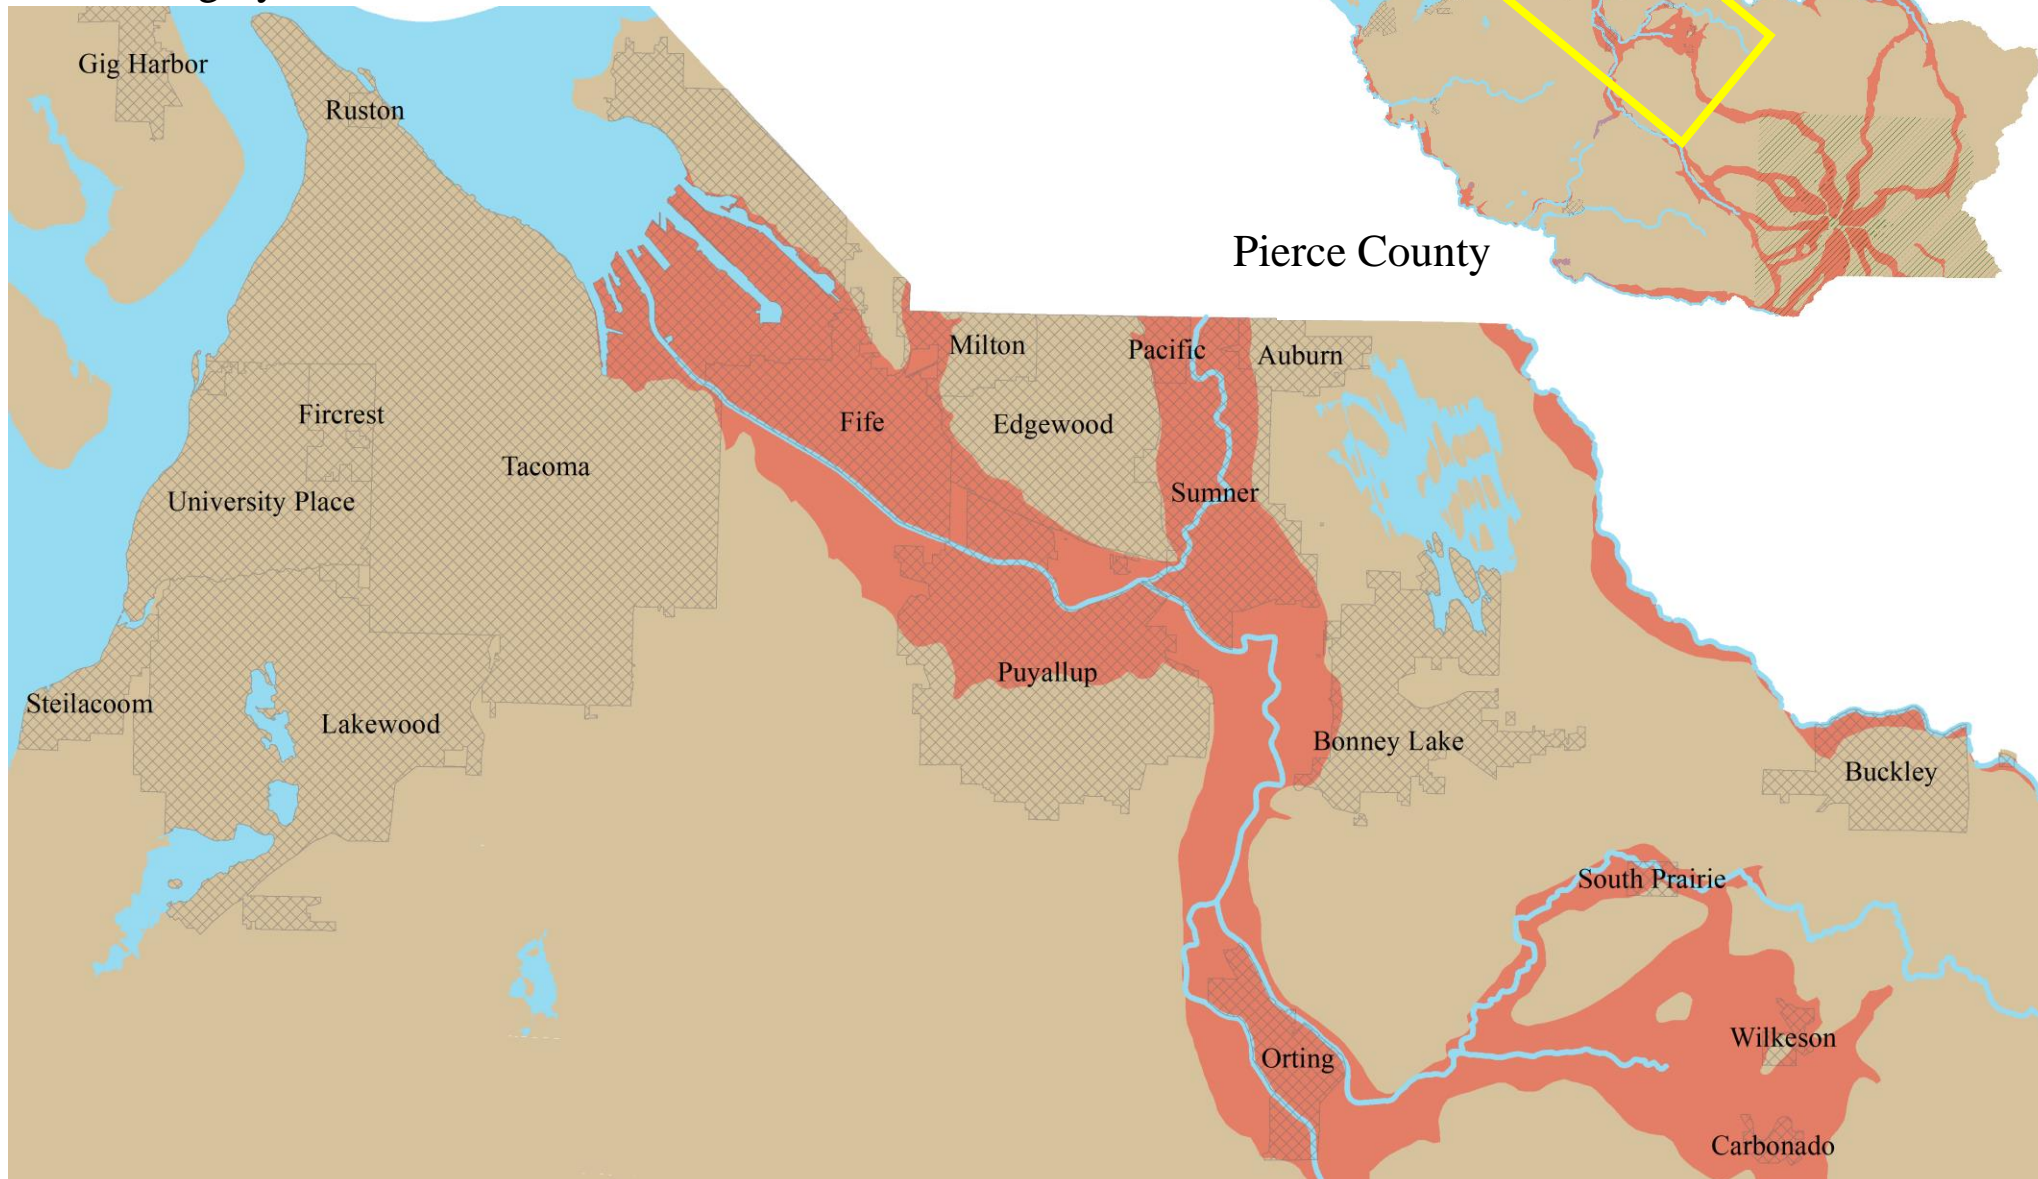 Gig Harbor
Ruston
Pierce County
Milton
Pacific
Auburn
Fircrest
Fife
Edgewood
Tacoma
University Place
Sumner
Puyallup
Steilacoom
Lakewood
Bonney Lake
Buckley
South Prairie
Wilkeson
Orting
Carbonado